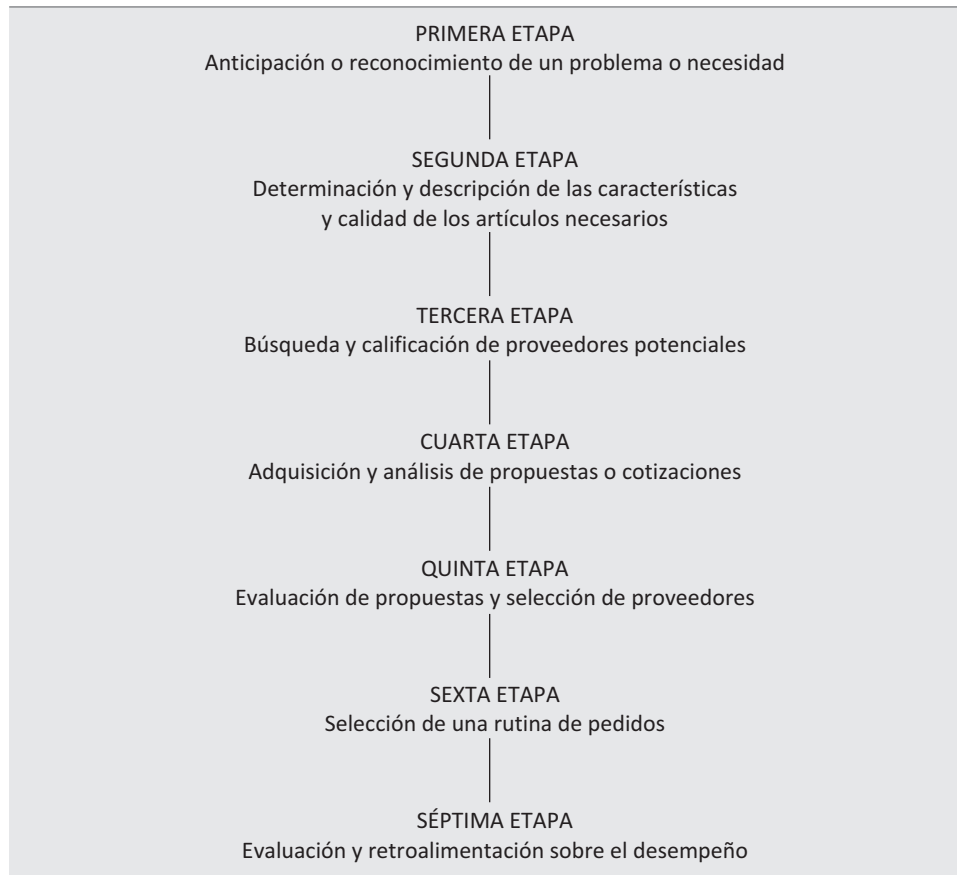 PRIMERA ETAPA
Anticipación o reconocimiento de un problema o necesidad
SEGUNDA ETAPA
Determinación y descripción de las características
y calidad de los artículos necesarios
TERCERA ETAPA
Búsqueda y calificación de proveedores potenciales
CUARTA ETAPA
Adquisición y análisis de propuestas o cotizaciones
QUINTA ETAPA
Evaluación de propuestas y selección de proveedores
SEXTA ETAPA
Selección de una rutina de pedidos
SÉPTIMA ETAPA
Evaluación y retroalimentación sobre el desempeño